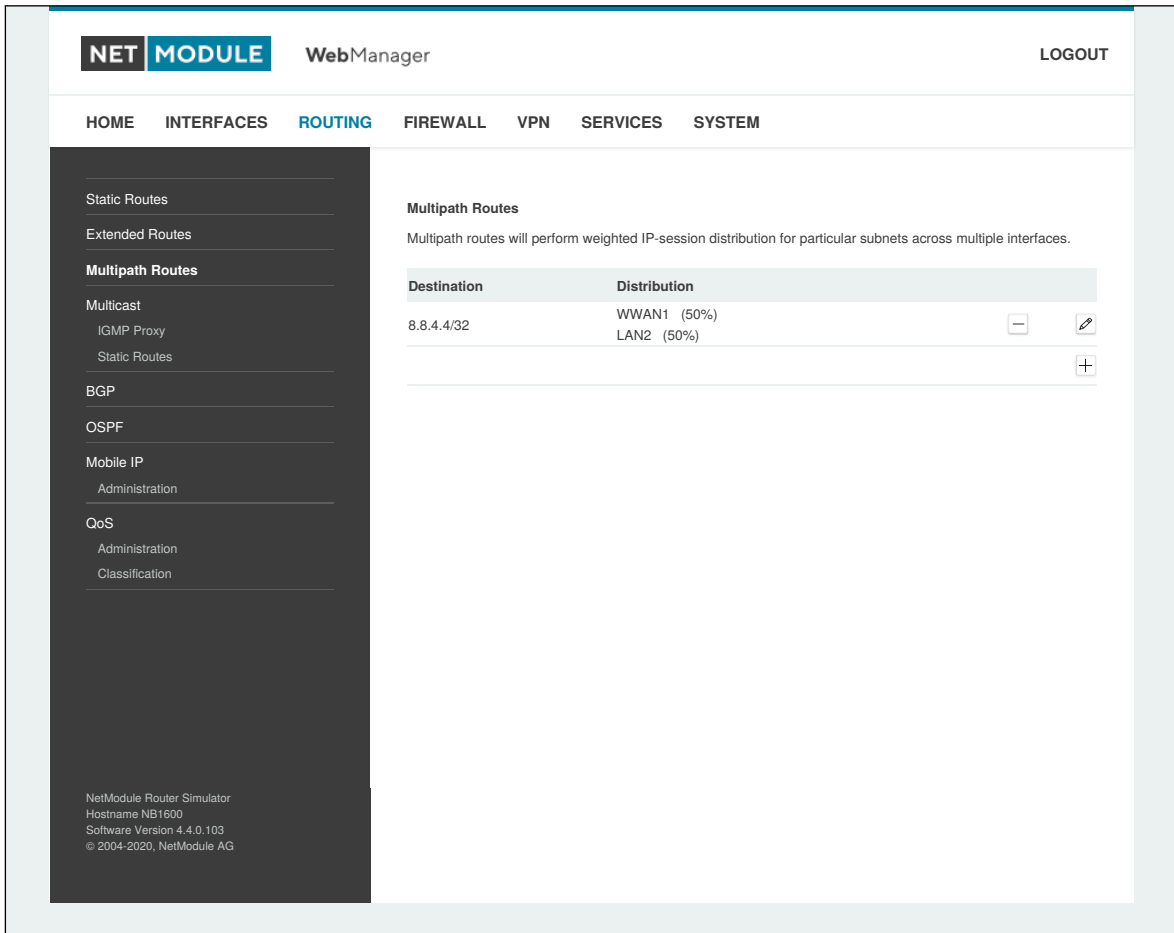 NET MODULE WebManager LOGOUT
HOME INTERFACES ROUTING FIREWALL VPN SERVICES SYSTEM
Static Routes
Extended Routes
Multipath Routes
Multicast
IGMP Proxy
Static Routes
BGP
OSPF
Mobile IP
Administration
QoS
Administration
Classification
NetModule Router Simulator
Hostname NB1600
Software Version 4.4.0.103
© 2004-2020, NetModule AG
Multipath Routes
Multipath routes will perform weighted IP-session distribution for particular subnets across multiple interfaces.
Destination Distribution
8.8.4.4/32 WWAN1 (50%)
LAN2 (50%)